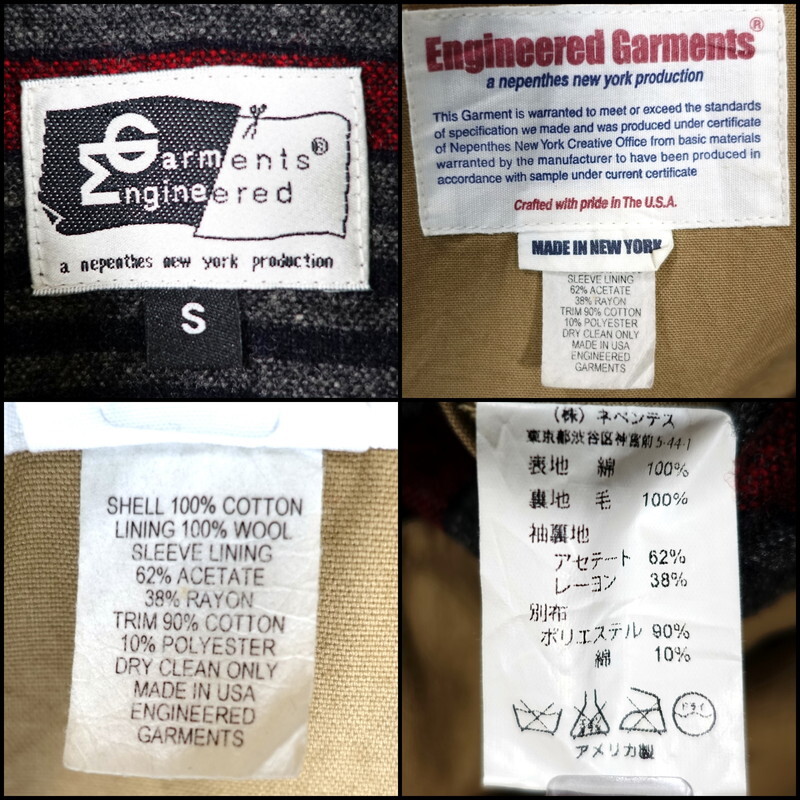 Garments®
Engineered
a nepenthes new york production
S
Engineered Garments®
a nepenthes new york production
This Garment is warranted to meet or exceed the standards
of specification we made and was produced under certificate
of Nepenthes New York Creative Office from basic materials
warranted by the manufacturer to have been produced in
accordance with sample under current certificate
Crafted with pride in The U.S.A.
MADE IN NEW YORK
SLEEVE LINING
62% ACETATE
38% RAYON
TRIM 90% COTTON
10% POLYESTER
DRY CLEAN ONLY
MADE IN USA
ENGINEERED
GARMENTS
SHELL 100% COTTON
LINING 100% WOOL
SLEEVE LINING
62% ACETATE
38% RAYON
TRIM 90% COTTON
10% POLYESTER
DRY CLEAN ONLY
MADE IN USA
ENGINEERED
GARMENTS
(株) ネペンテス
東京都渋谷区神宮前5-44-1
表地 綿 100%
裏地 毛 100%
袖裏地
アセテート 62%
レーヨン 38%
別布
ポリエステル 90%
綿 10%
ドライ
アメリカ製